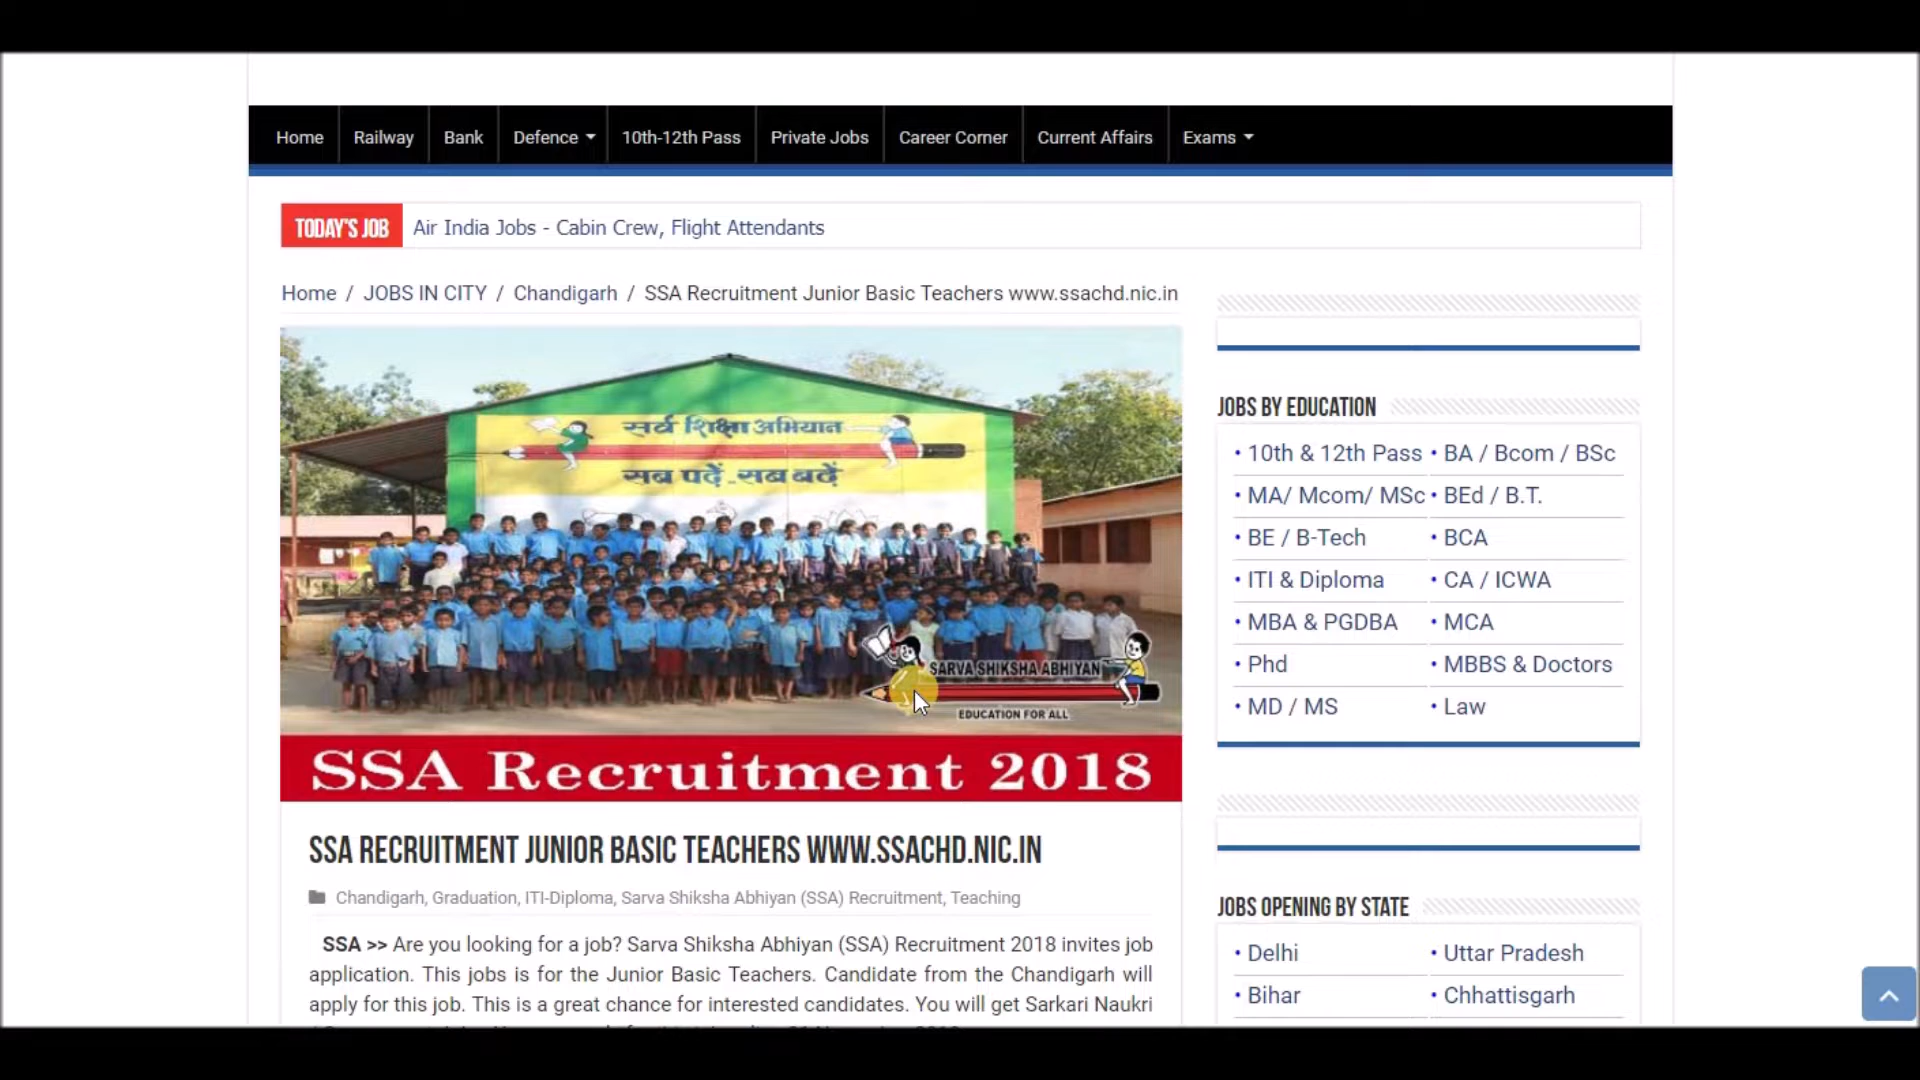 Home Railway Bank Defence 10th-12th Pass Private Jobs Career Corner Current Affairs Exams
TODAY'S JOB Air India Jobs - Cabin Crew, Flight Attendants
Home / JOBS IN CITY / Chandigarh / SSA Recruitment Junior Basic Teachers www.ssachd.nic.in
सर्व शिक्षा अभियान
सब पढ़ें - सब बढ़ें
SARVA SHIKSHA ABHIYAN
EDUCATION FOR ALL
SSA Recruitment 2018
SSA RECRUITMENT JUNIOR BASIC TEACHERS WWW.SSACHD.NIC.IN
Chandigarh, Graduation, ITI-Diploma, Sarva Shiksha Abhiyan (SSA) Recruitment, Teaching
SSA >> Are you looking for a job? Sarva Shiksha Abhiyan (SSA) Recruitment 2018 invites job
application. This jobs is for the Junior Basic Teachers. Candidate from the Chandigarh will
apply for this job. This is a great chance for interested candidates. You will get Sarkari Naukri
JOBS BY EDUCATION
• 10th & 12th Pass • BA / Bcom / BSc
• MA/ Mcom/ MSc • BEd / B.T.
• BE / B-Tech • BCA
• ITI & Diploma • CA / ICWA
• MBA & PGDBA • MCA
• Phd • MBBS & Doctors
• MD / MS • Law
JOBS OPENING BY STATE
• Delhi • Uttar Pradesh
• Bihar • Chhattisgarh